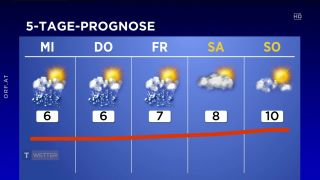 HD
5-TAGE-PROGNOSE
MI DO FR SA SO
6 6 7 8 10
T WETTER
ORF.AT